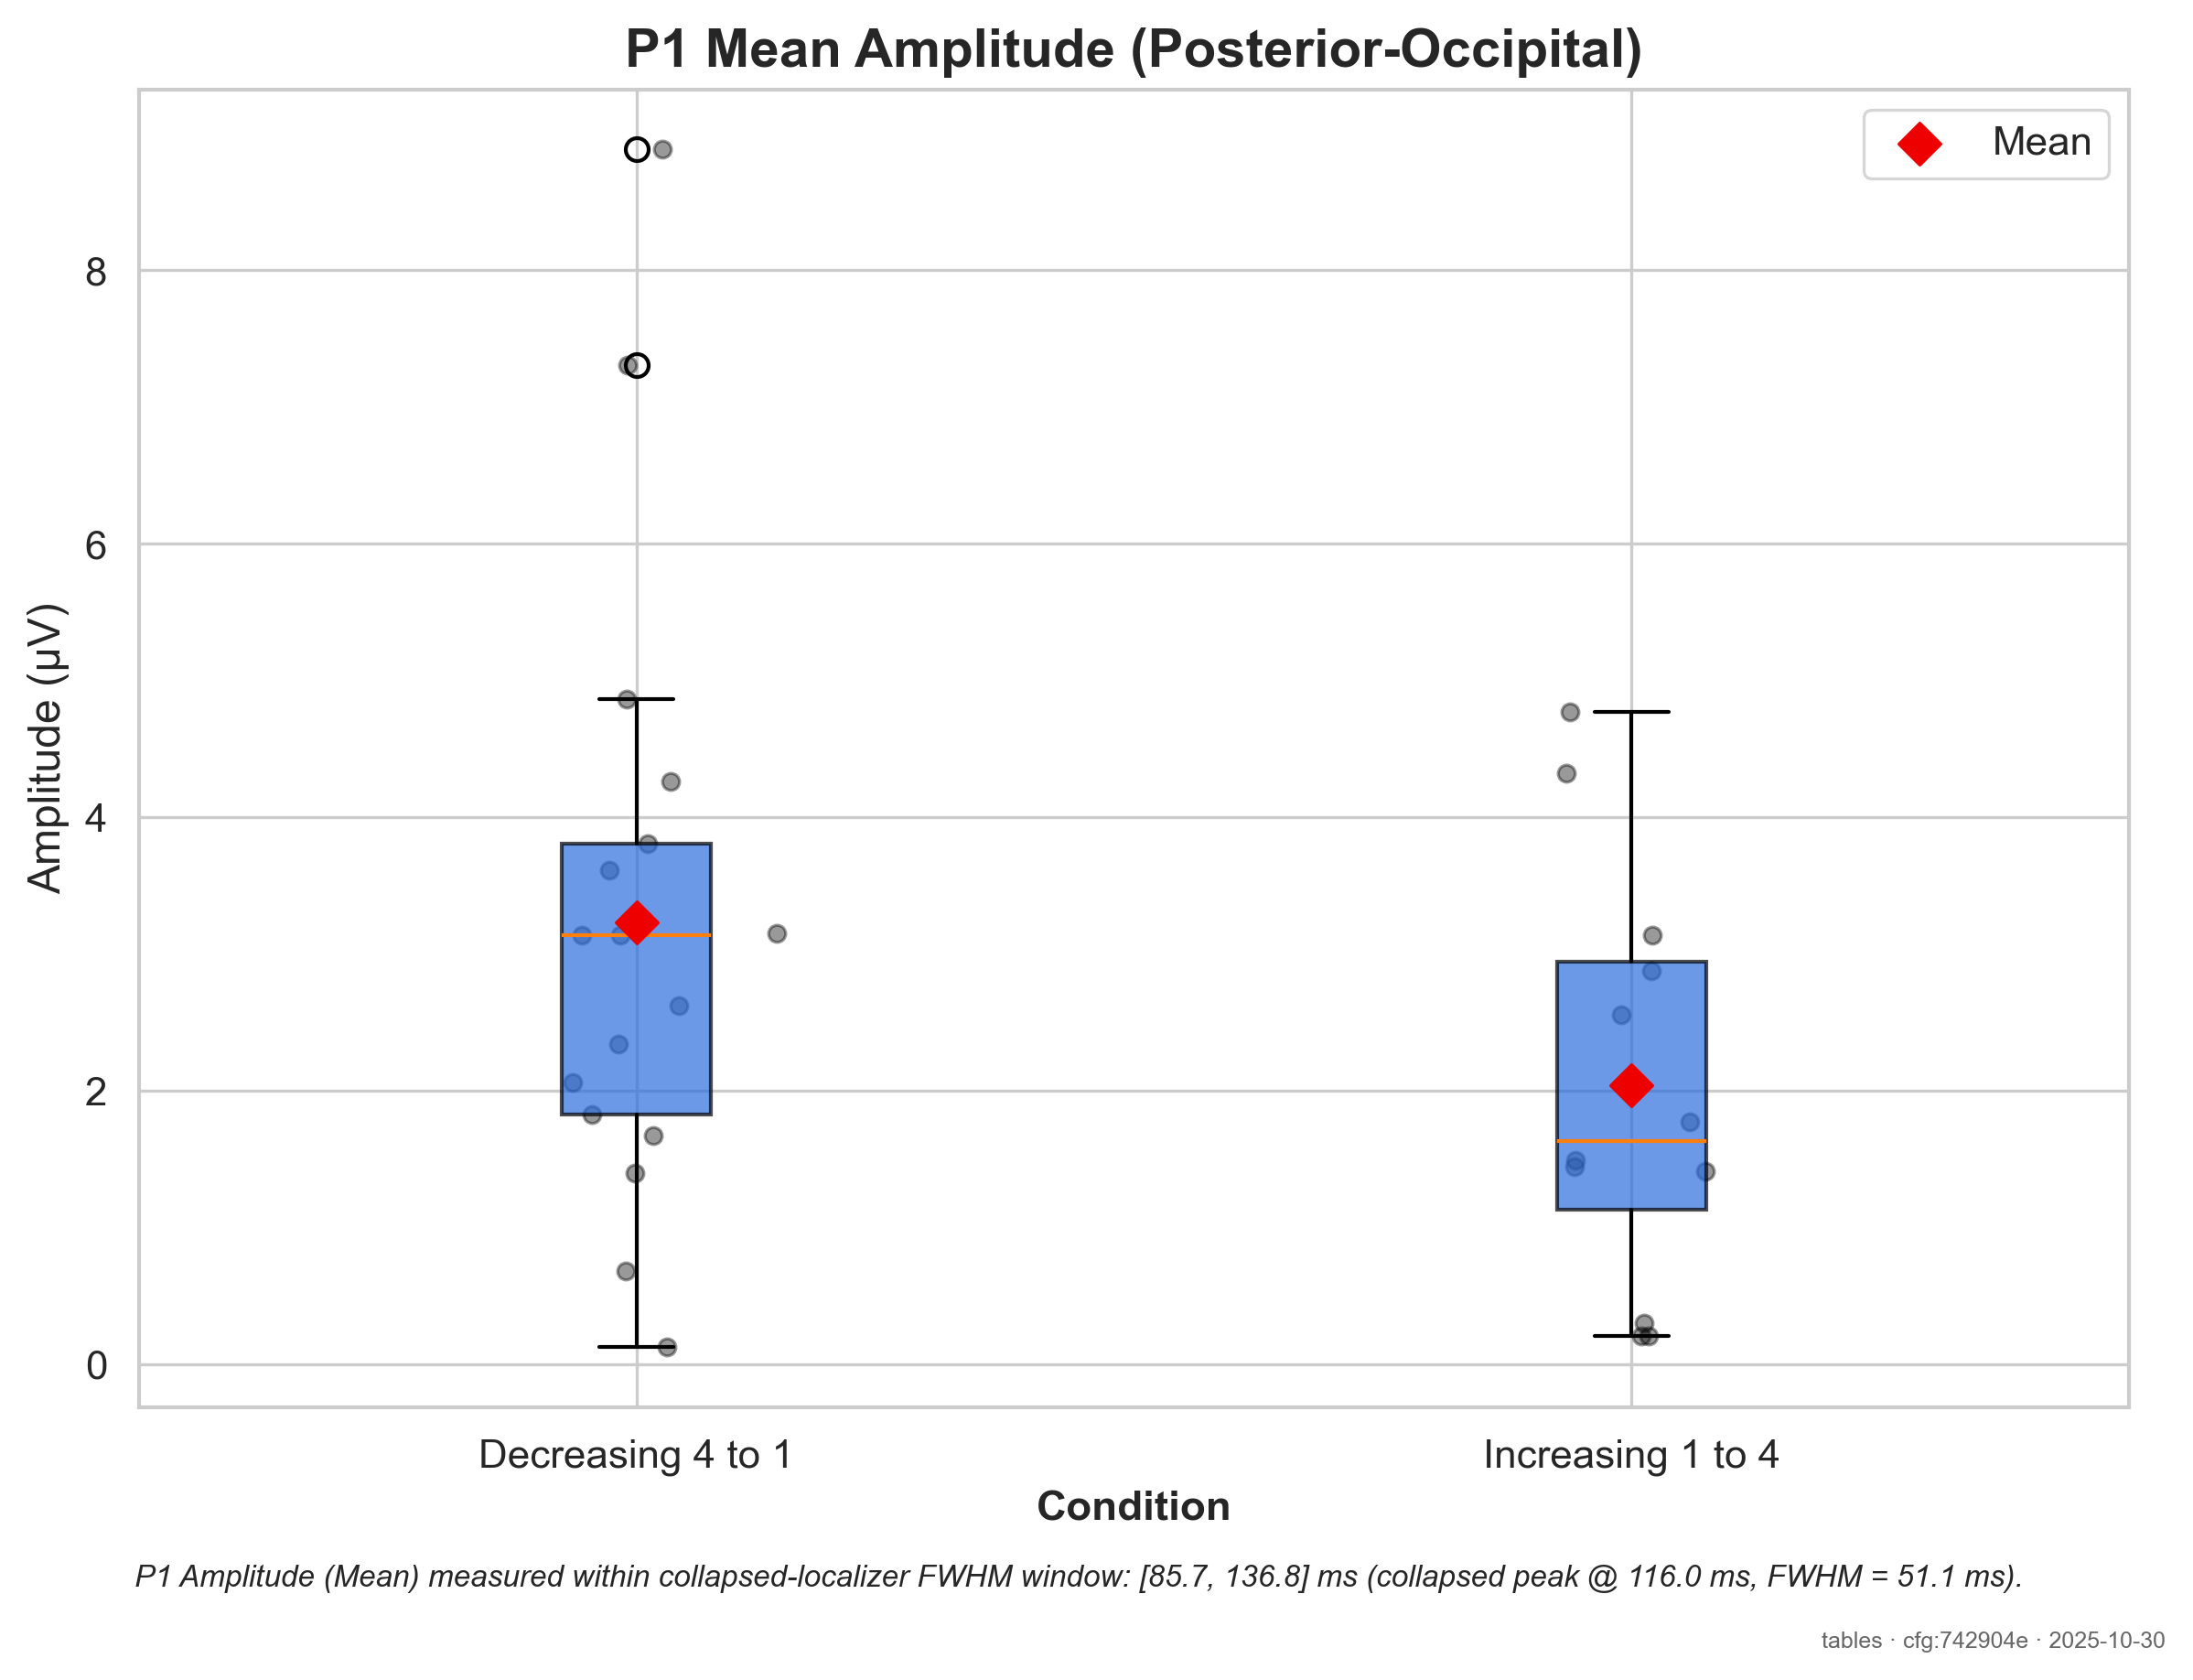 P1 Mean Amplitude (Posterior-Occipital)
Mean
8
6
4
2
0
Amplitude (µV)
Decreasing 4 to 1
Increasing 1 to 4
Condition
P1 Amplitude (Mean) measured within collapsed-localizer FWHM window: [85.7, 136.8] ms (collapsed peak @ 116.0 ms, FWHM = 51.1 ms).
tables · cfg:742904e · 2025-10-30